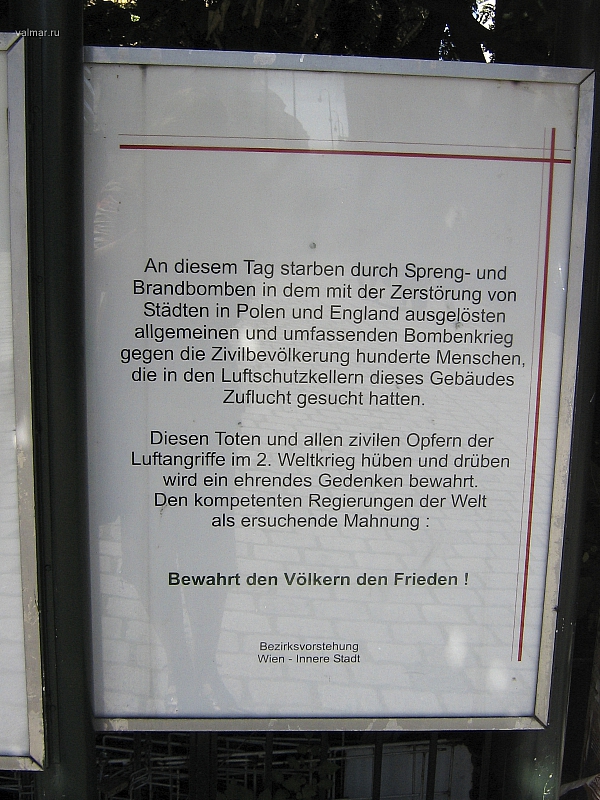 valmar.ru
An diesem Tag starben durch Spreng- und
Brandbomben in dem mit der Zerstörung von
Städten in Polen und England ausgelösten
allgemeinen und umfassenden Bombenkrieg
gegen die Zivilbevölkerung hunderte Menschen,
die in den Luftschutzkellern dieses Gebäudes
Zuflucht gesucht hatten.
Diesen Toten und allen zivilen Opfern der
Luftangriffe im 2. Weltkrieg hüben und drüben
wird ein ehrendes Gedenken bewahrt.
Den kompetenten Regierungen der Welt
als ersuchende Mahnung :
Bewahrt den Völkern den Frieden !
Bezirksvorstehung
Wien - Innere Stadt